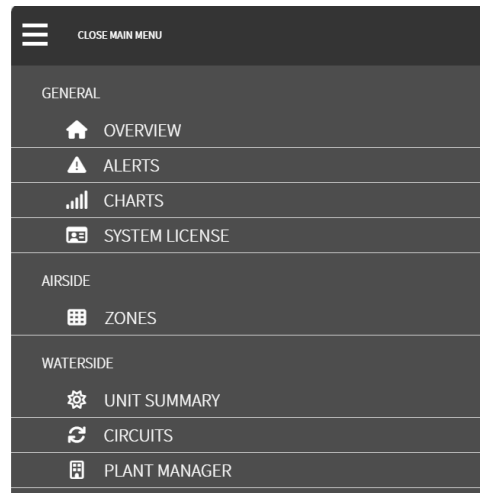 CLOSE MAIN MENU
GENERAL
OVERVIEW
ALERTS
CHARTS
SYSTEM LICENSE
AIRSIDE
ZONES
WATERSIDE
UNIT SUMMARY
CIRCUITS
PLANT MANAGER